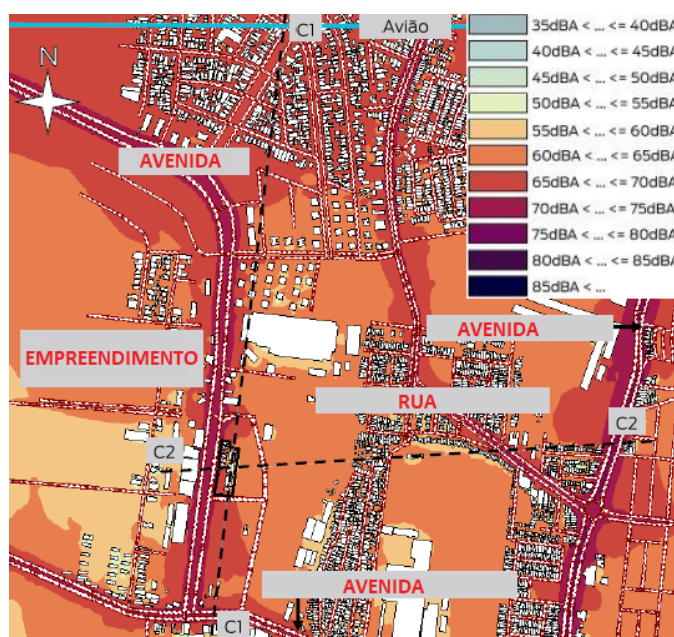 C1
Avião
35dBA < ... <= 40dBA
40dBA < ... <= 45dBA
45dBA < ... <= 50dBA
50dBA < ... <= 55dBA
55dBA < ... <= 60dBA
60dBA < ... <= 65dBA
65dBA < ... <= 70dBA
70dBA < ... <= 75dBA
75dBA < ... <= 80dBA
80dBA < ... <= 85dBA
85dBA < ...
N
AVENIDA
AVENIDA
EMPREENDIMENTO
RUA
C2
C2
AVENIDA
C1